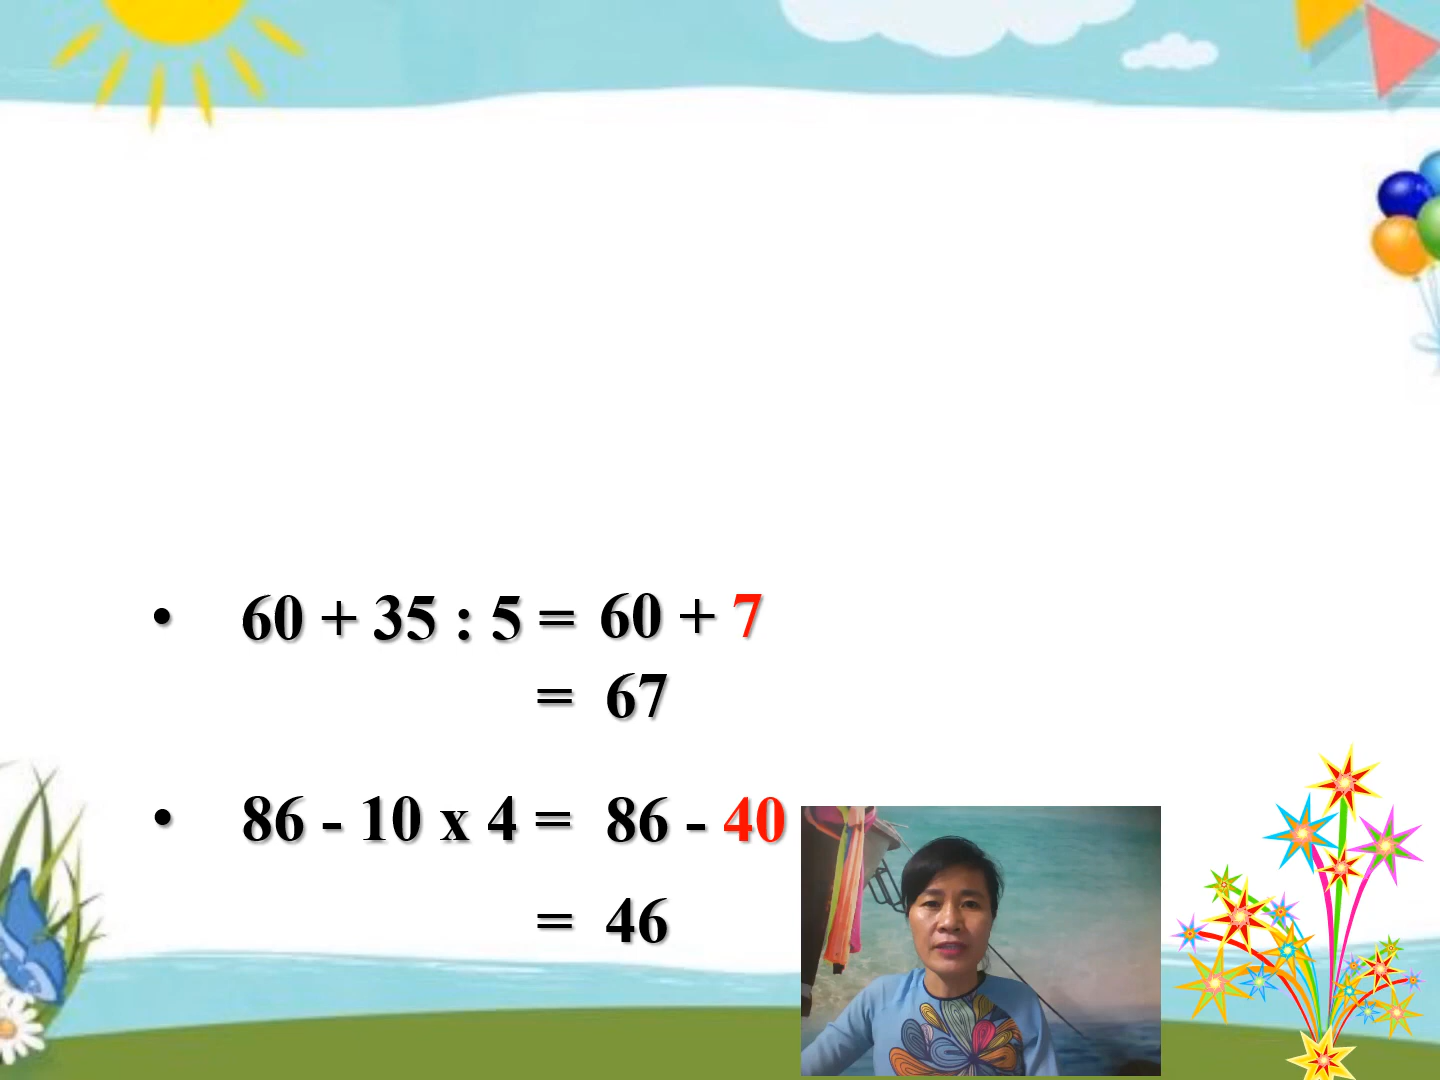 • 60 + 35 : 5 = 60 + 7
= 67
• 86 - 10 x 4 = 86 - 40
= 46